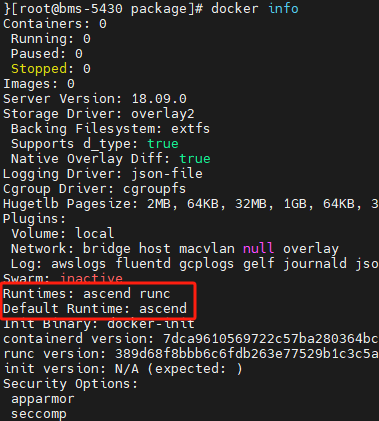 }[root@bms-5430 package]# docker info
Containers: 0
 Running: 0
 Paused: 0
 Stopped: 0
Images: 0
Server Version: 18.09.0
Storage Driver: overlay2
 Backing Filesystem: extfs
 Supports d_type: true
 Native Overlay Diff: true
Logging Driver: json-file
Cgroup Driver: cgroupfs
Hugetlb Pagesize: 2MB, 64KB, 32MB, 1GB, 64KB, 3
Plugins:
 Volume: local
 Network: bridge host macvlan null overlay
 Log: awslogs fluentd gcplogs gelf journald jso
Swarm: inactive
Runtimes: ascend runc
Default Runtime: ascend
Init Binary: docker-init
containerd version: 7dca9610569722c57ba280364bc
runc version: 389d68f8bbb6c6fdb263e77529b1c3c5a
init version: N/A (expected: )
Security Options:
 apparmor
 seccomp